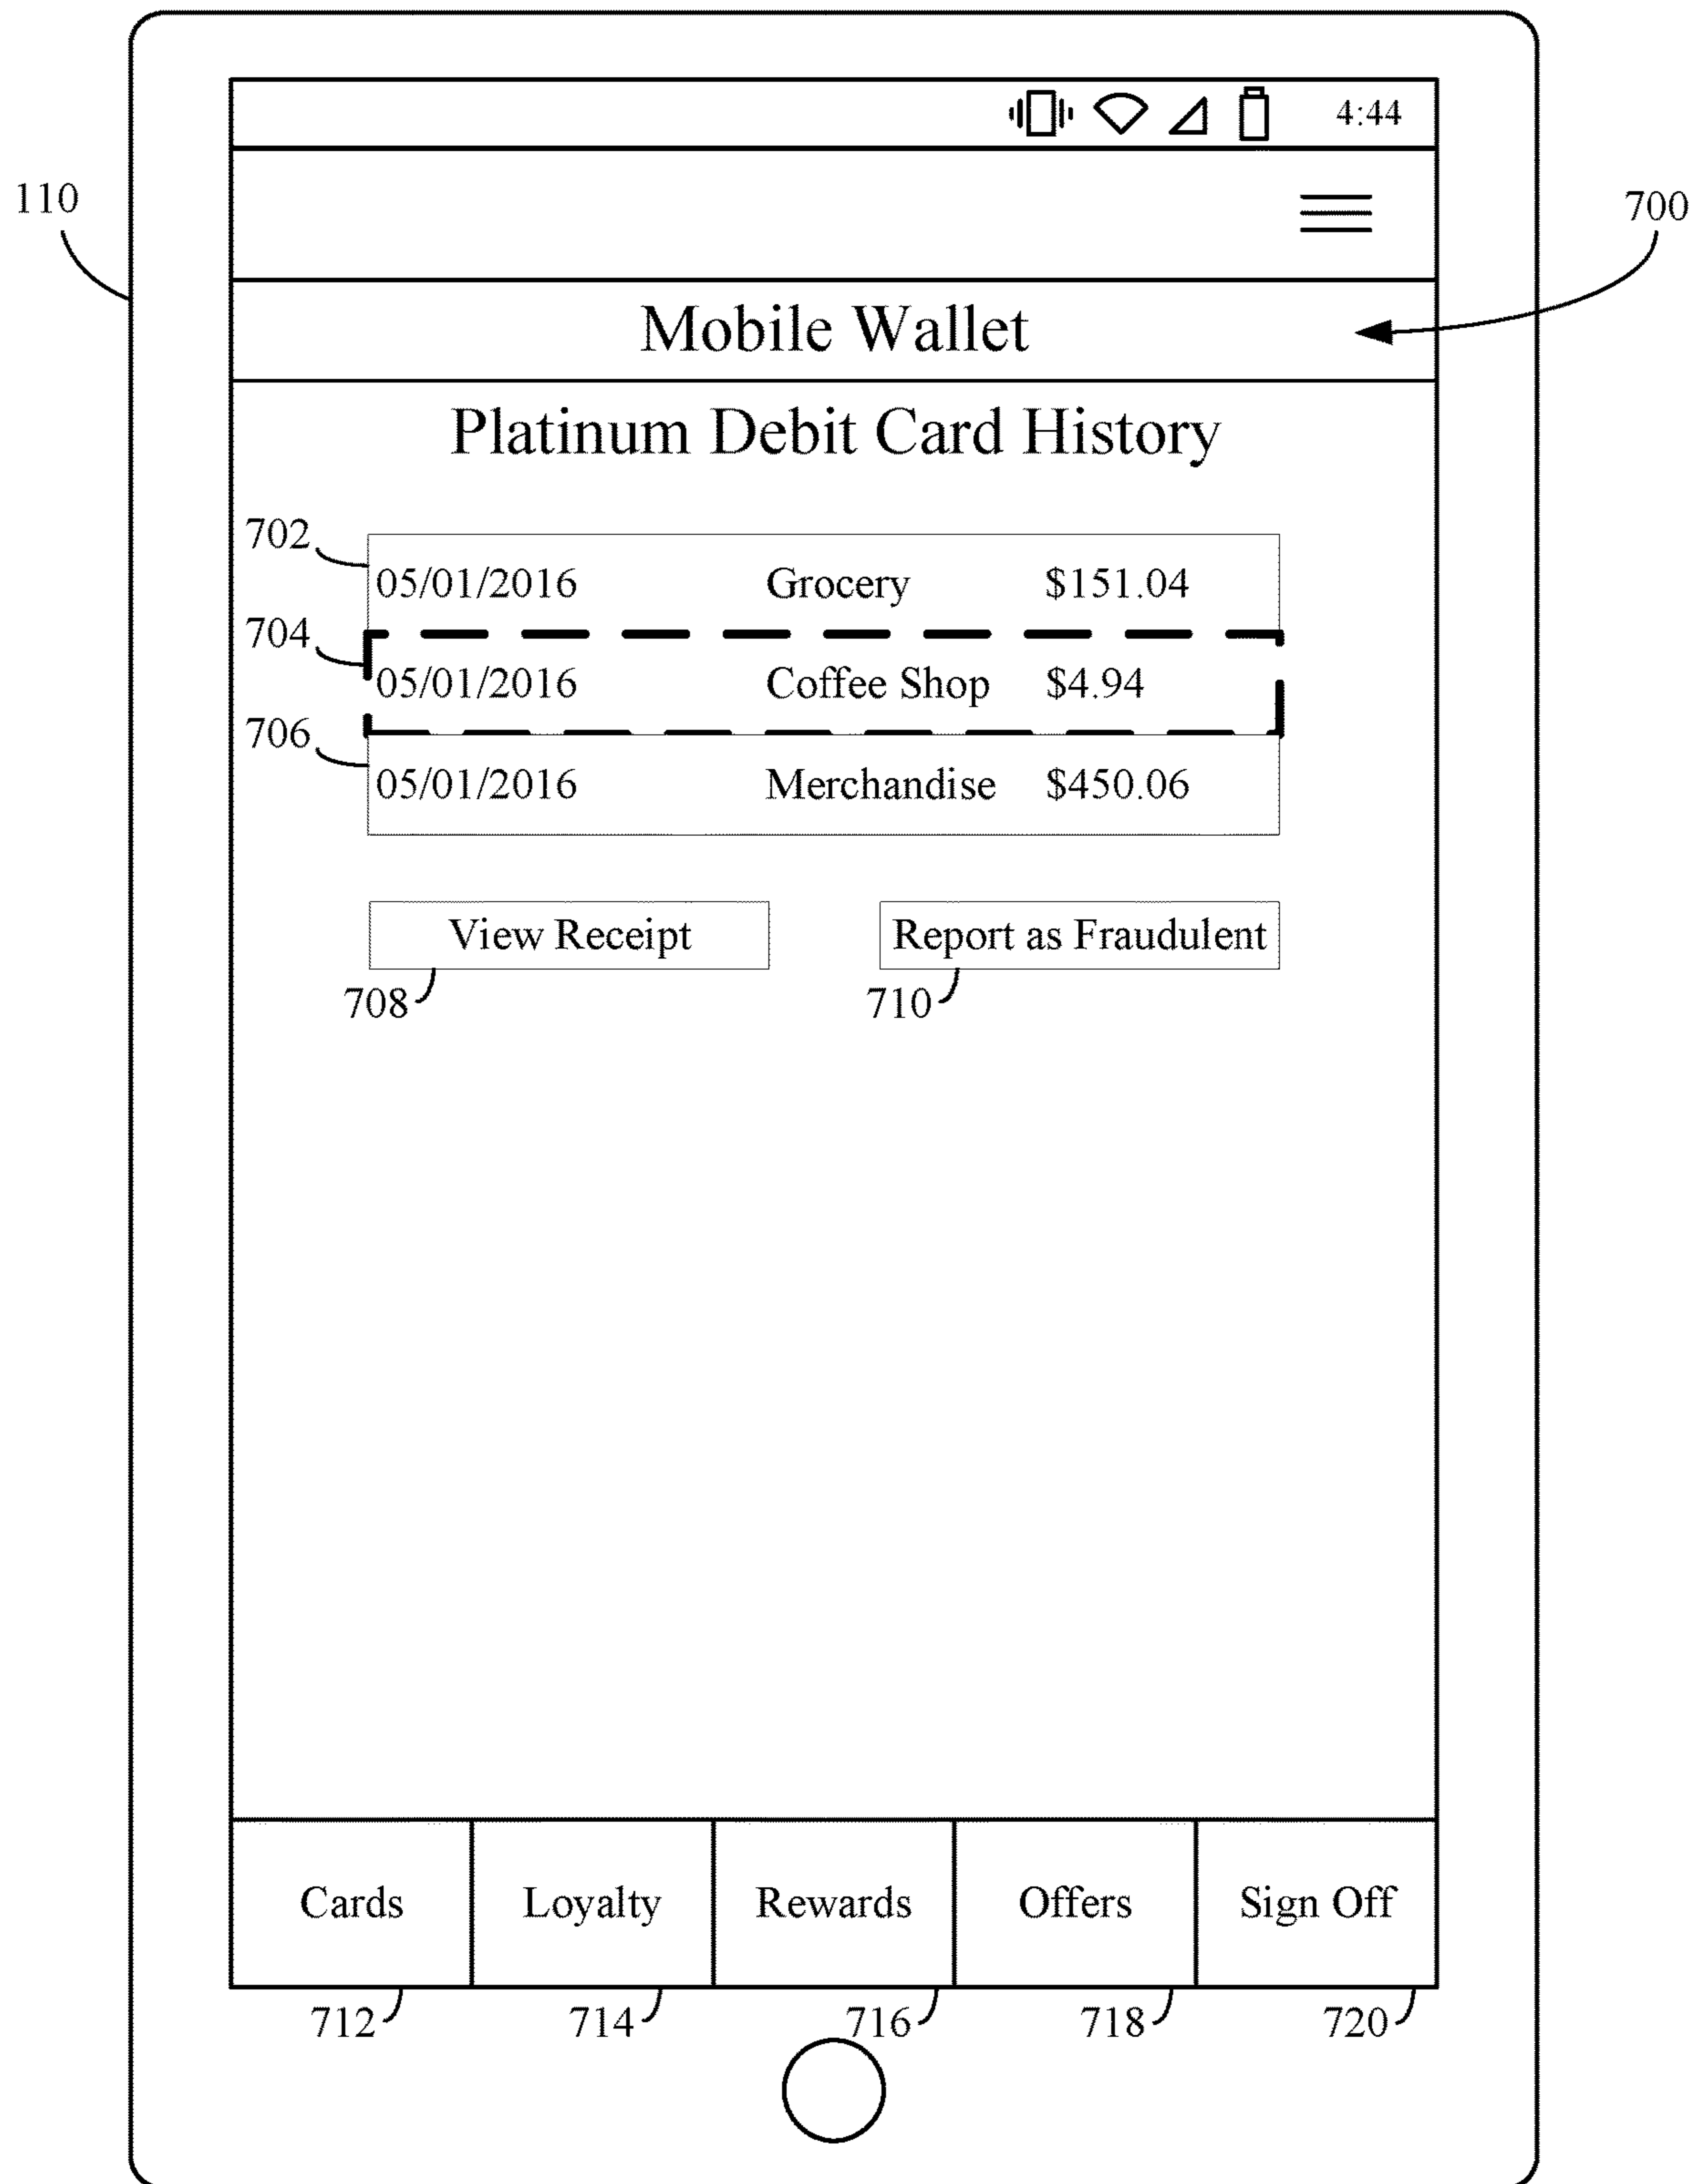 4:44
110
700
Mobile Wallet
Platinum Debit Card History
702
05/01/2016 Grocery $151.04
704
05/01/2016 Coffee Shop $4.94
706
05/01/2016 Merchandise $450.06
View Receipt Report as Fraudulent
708 710
Cards Loyalty Rewards Offers Sign Off
712 714 716 718 720